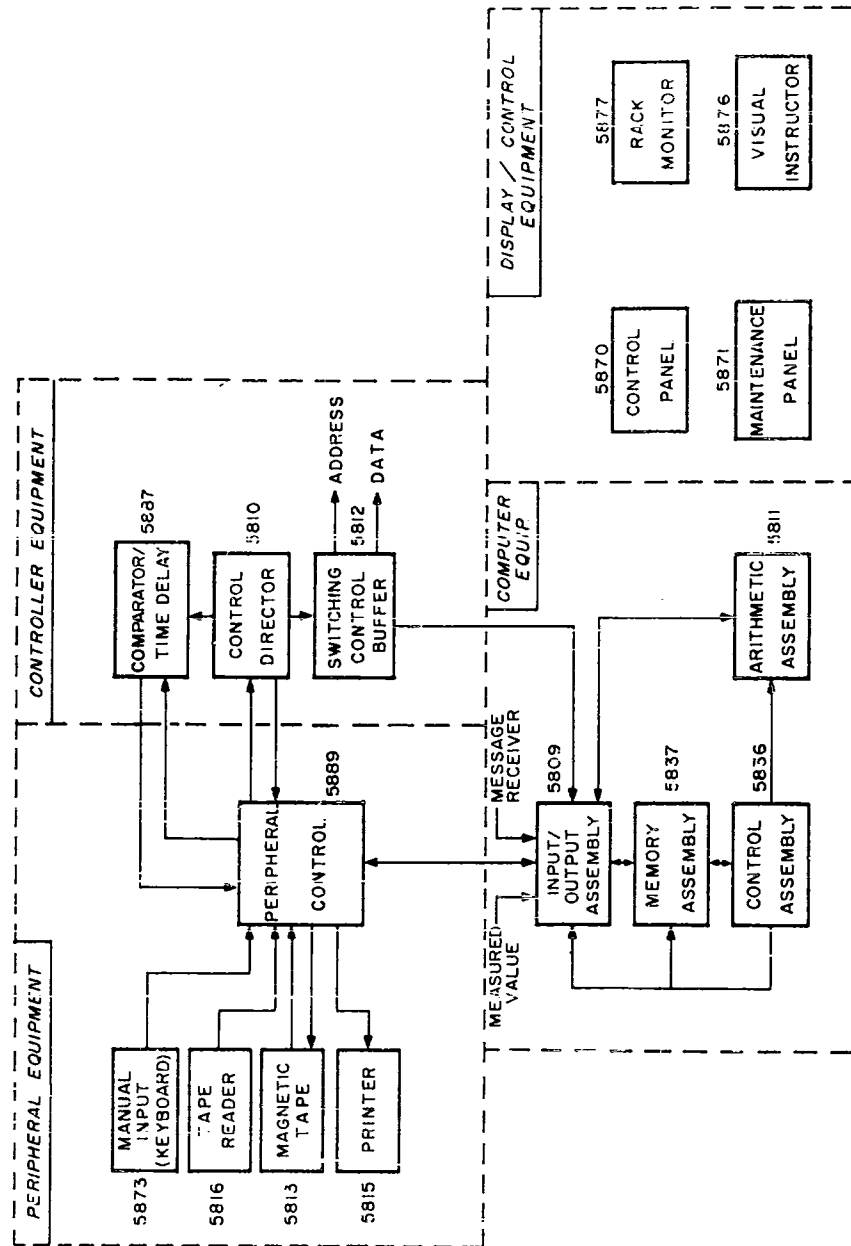 PERIPHERAL EQUIPMENT
5873
MANUAL
INPUT
(KEYBOARD)
5816
TAPE
READER
5813
MAGNETIC
TAPE
5815
PRINTER
PERIPHERAL
CONTROL
5889
CONTROLLER EQUIPMENT
COMPARATOR/
TIME DELAY
5887
CONTROL
DIRECTOR
5810
SWITCHING
CONTROL
BUFFER
5812
ADDRESS
DATA
COMPUTER
EQUIP
MEASURED
VALUE
MESSAGE
RECEIVER
INPUT/
OUTPUT
ASSEMBLY
5809
MEMORY
ASSEMBLY
5837
CONTROL
ASSEMBLY
5836
ARITHMETIC
ASSEMBLY
5811
DISPLAY / CONTROL
EQUIPMENT
5870
CONTROL
PANEL
5877
RACK
MONITOR
5871
MAINTENANCE
PANEL
5876
VISUAL
INSTRUCTOR